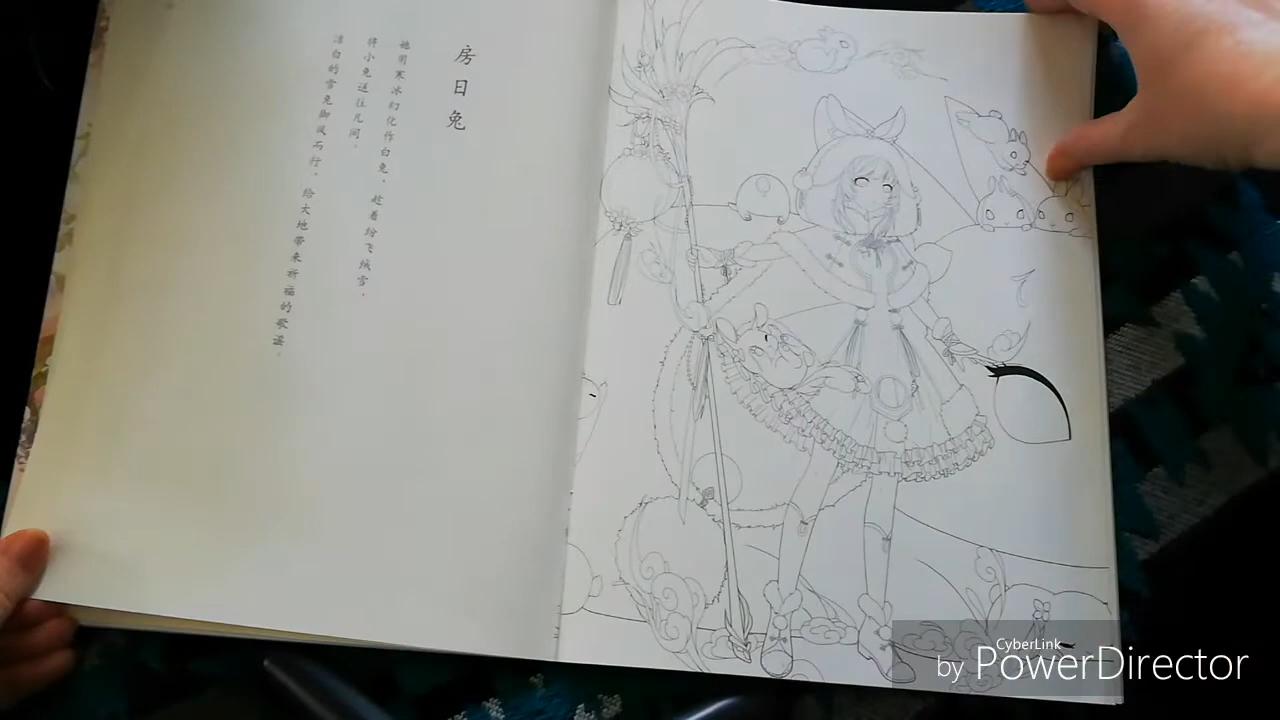 房日兔
她用寒冰幻化作白兔，趁着纷飞绒雪，
将小兔送往凡间。
洁白的雪兔御风而行，给大地带来祈福的歌谣。
CyberLink
by PowerDirector